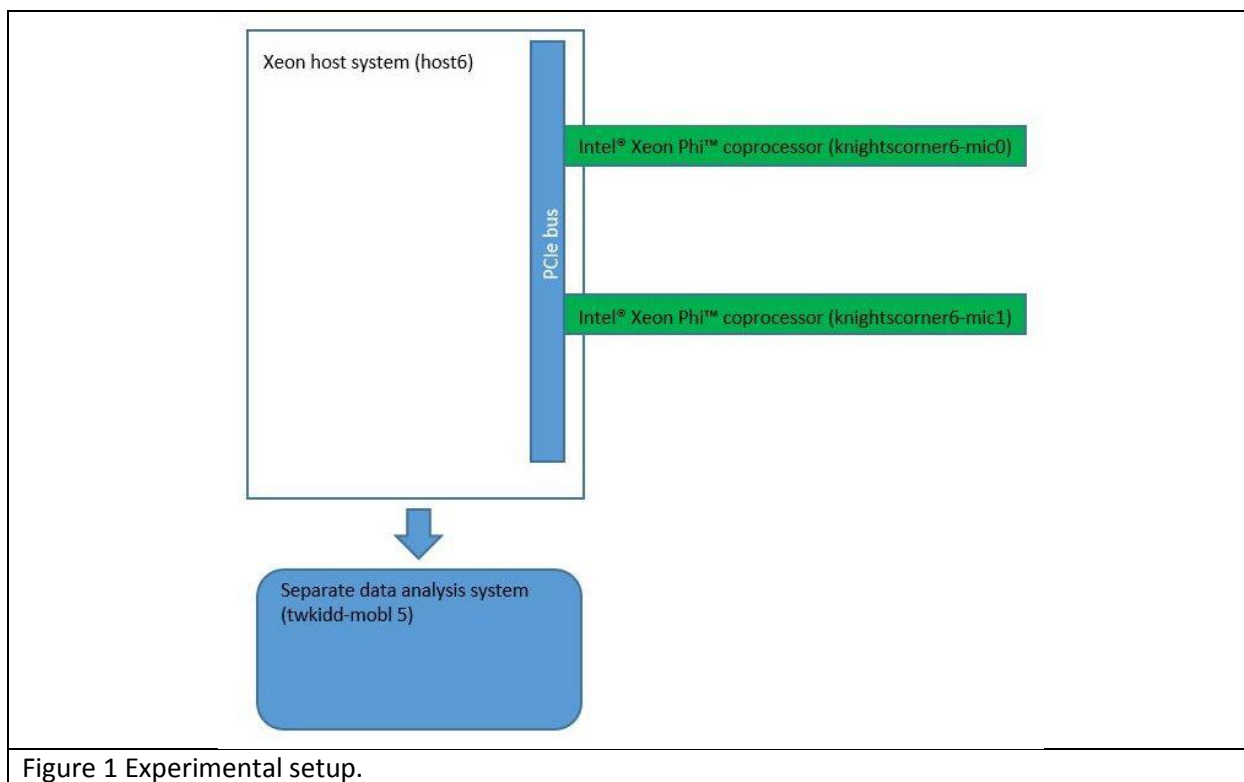 Xeon host system (host6)
Intel® Xeon Phi™ coprocessor (knightscorner6-mic0)
PCIe bus
Intel® Xeon Phi™ coprocessor (knightscorner6-mic1)
Separate data analysis system
(twkidd-mobl 5)
Figure 1 Experimental setup.